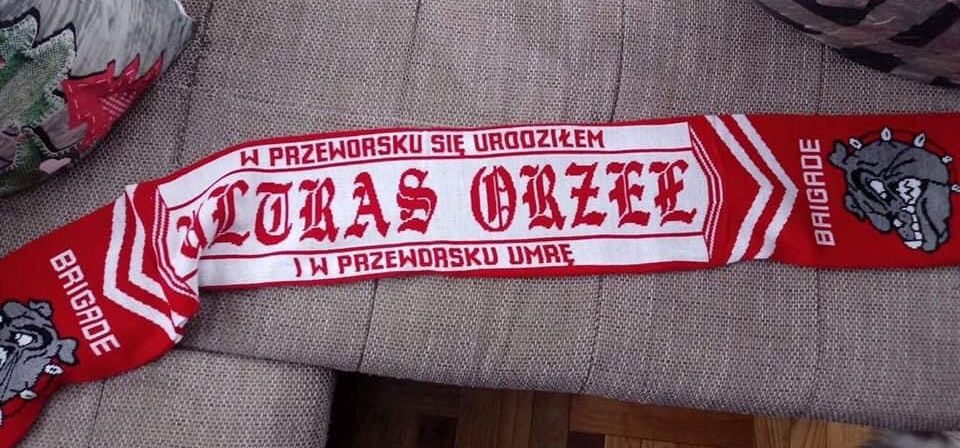 W PRZEWORSKU SIĘ URODZIŁEM
ULTRAS ORZEŁ
I W PRZEWORSKU UMRĘ
BRIGADE
BRIGADE